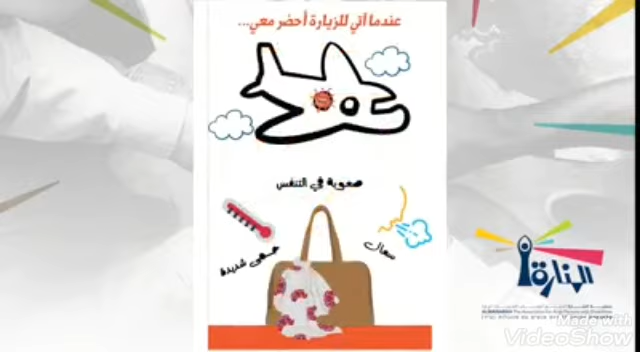 عندما آتي للزيارة أحضر معي...
صعوبة في التنفس
سعال
حمى شديدة
المنارة
Made with
VideoShow